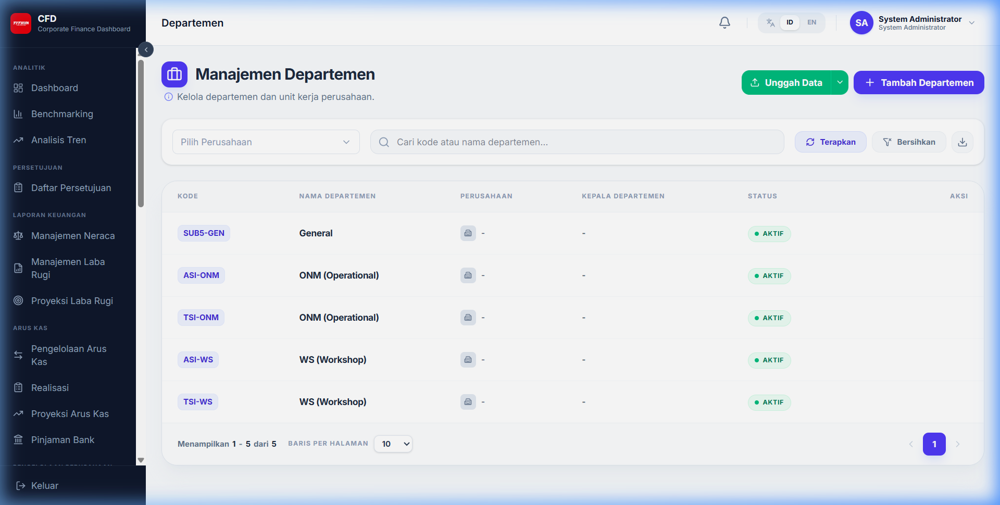 TITHIN
CFD
Corporate Finance Dashboard
Departemen
ID
EN
SA
System Administrator
System Administrator
ANALITIK
Dashboard
Benchmarking
Analisis Tren
PERSETUJUAN
Daftar Persetujuan
LAPORAN KEUANGAN
Manajemen Neraca
Manajemen Laba
Rugi
Proyeksi Laba Rugi
ARUS KAS
Pengelolaan Arus
Kas
Realisasi
Proyeksi Arus Kas
Pinjaman Bank
Keluar
Manajemen Departemen
Kelola departemen dan unit kerja perusahaan.
Unggah Data
Tambah Departemen
Pilih Perusahaan
Cari kode atau nama departemen...
Terapkan
Bersihkan
KODE NAMA DEPARTEMEN PERUSAHAAN KEPALA DEPARTEMEN STATUS AKSI
SUB5-GEN General - - AKTIF
ASI-ONM ONM (Operational) - - AKTIF
TSI-ONM ONM (Operational) - - AKTIF
ASI-WS WS (Workshop) - - AKTIF
TSI-WS WS (Workshop) - - AKTIF
Menampilkan 1 - 5 dari 5 BARIS PER HALAMAN 10 1